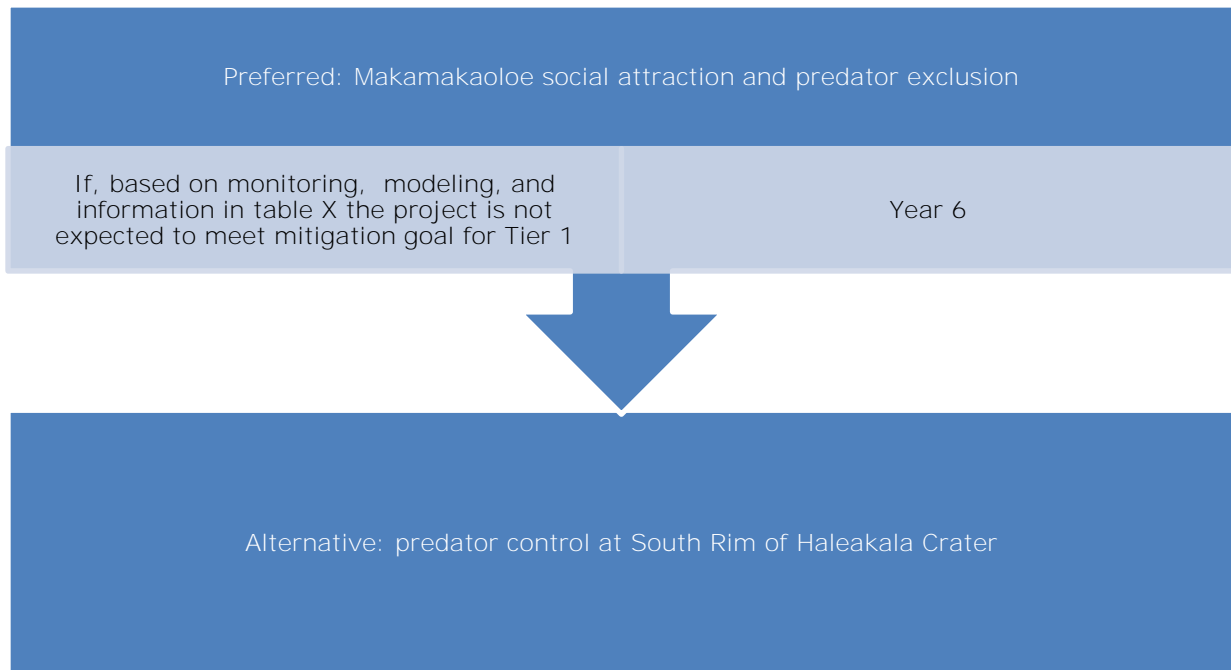 Preferred: Makamakaoloe social attraction and predator exclusion
If, based on monitoring, modeling, and
information in table X the project is not
expected to meet mitigation goal for Tier 1
Year 6
Alternative: predator control at South Rim of Haleakala Crater